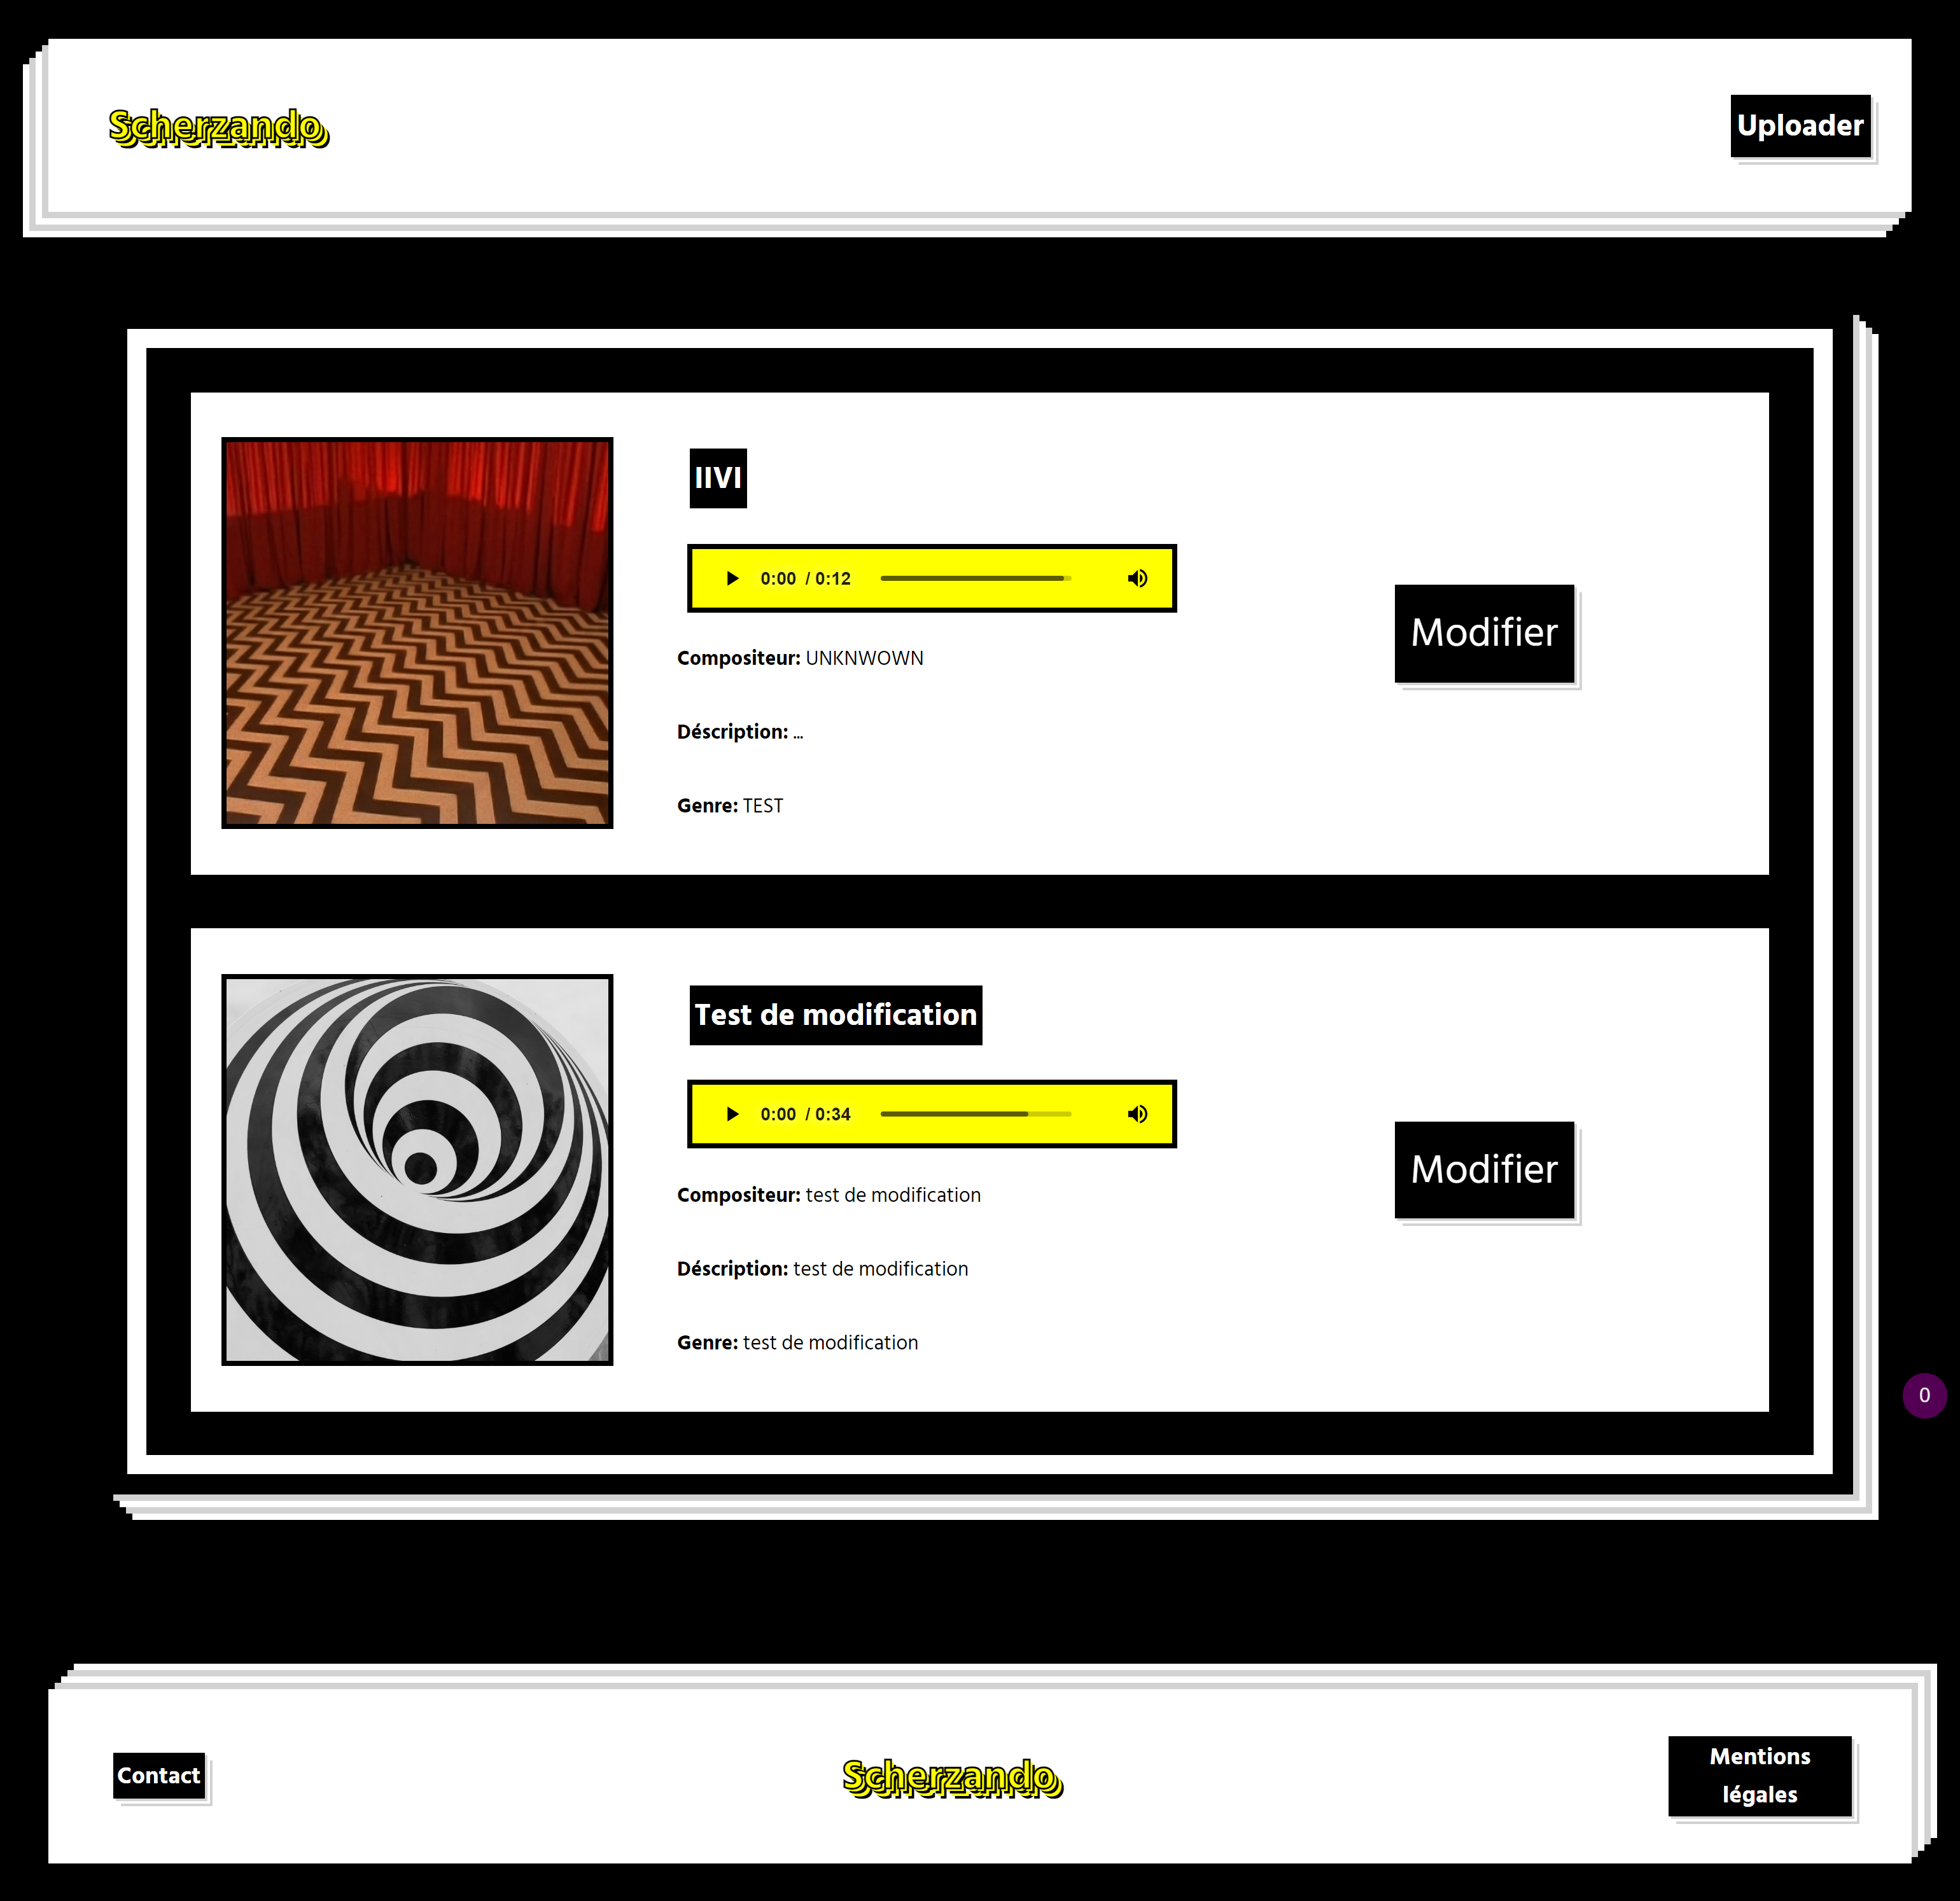 Scherzando
Uploader
IIVI
0:00 / 0:12
Modifier
Compositeur: UNKNWOWN
Déscription: ...
Genre: TEST
Test de modification
0:00 / 0:34
Modifier
Compositeur: test de modification
Déscription: test de modification
Genre: test de modification
0
Contact
Scherzando
Mentions
légales